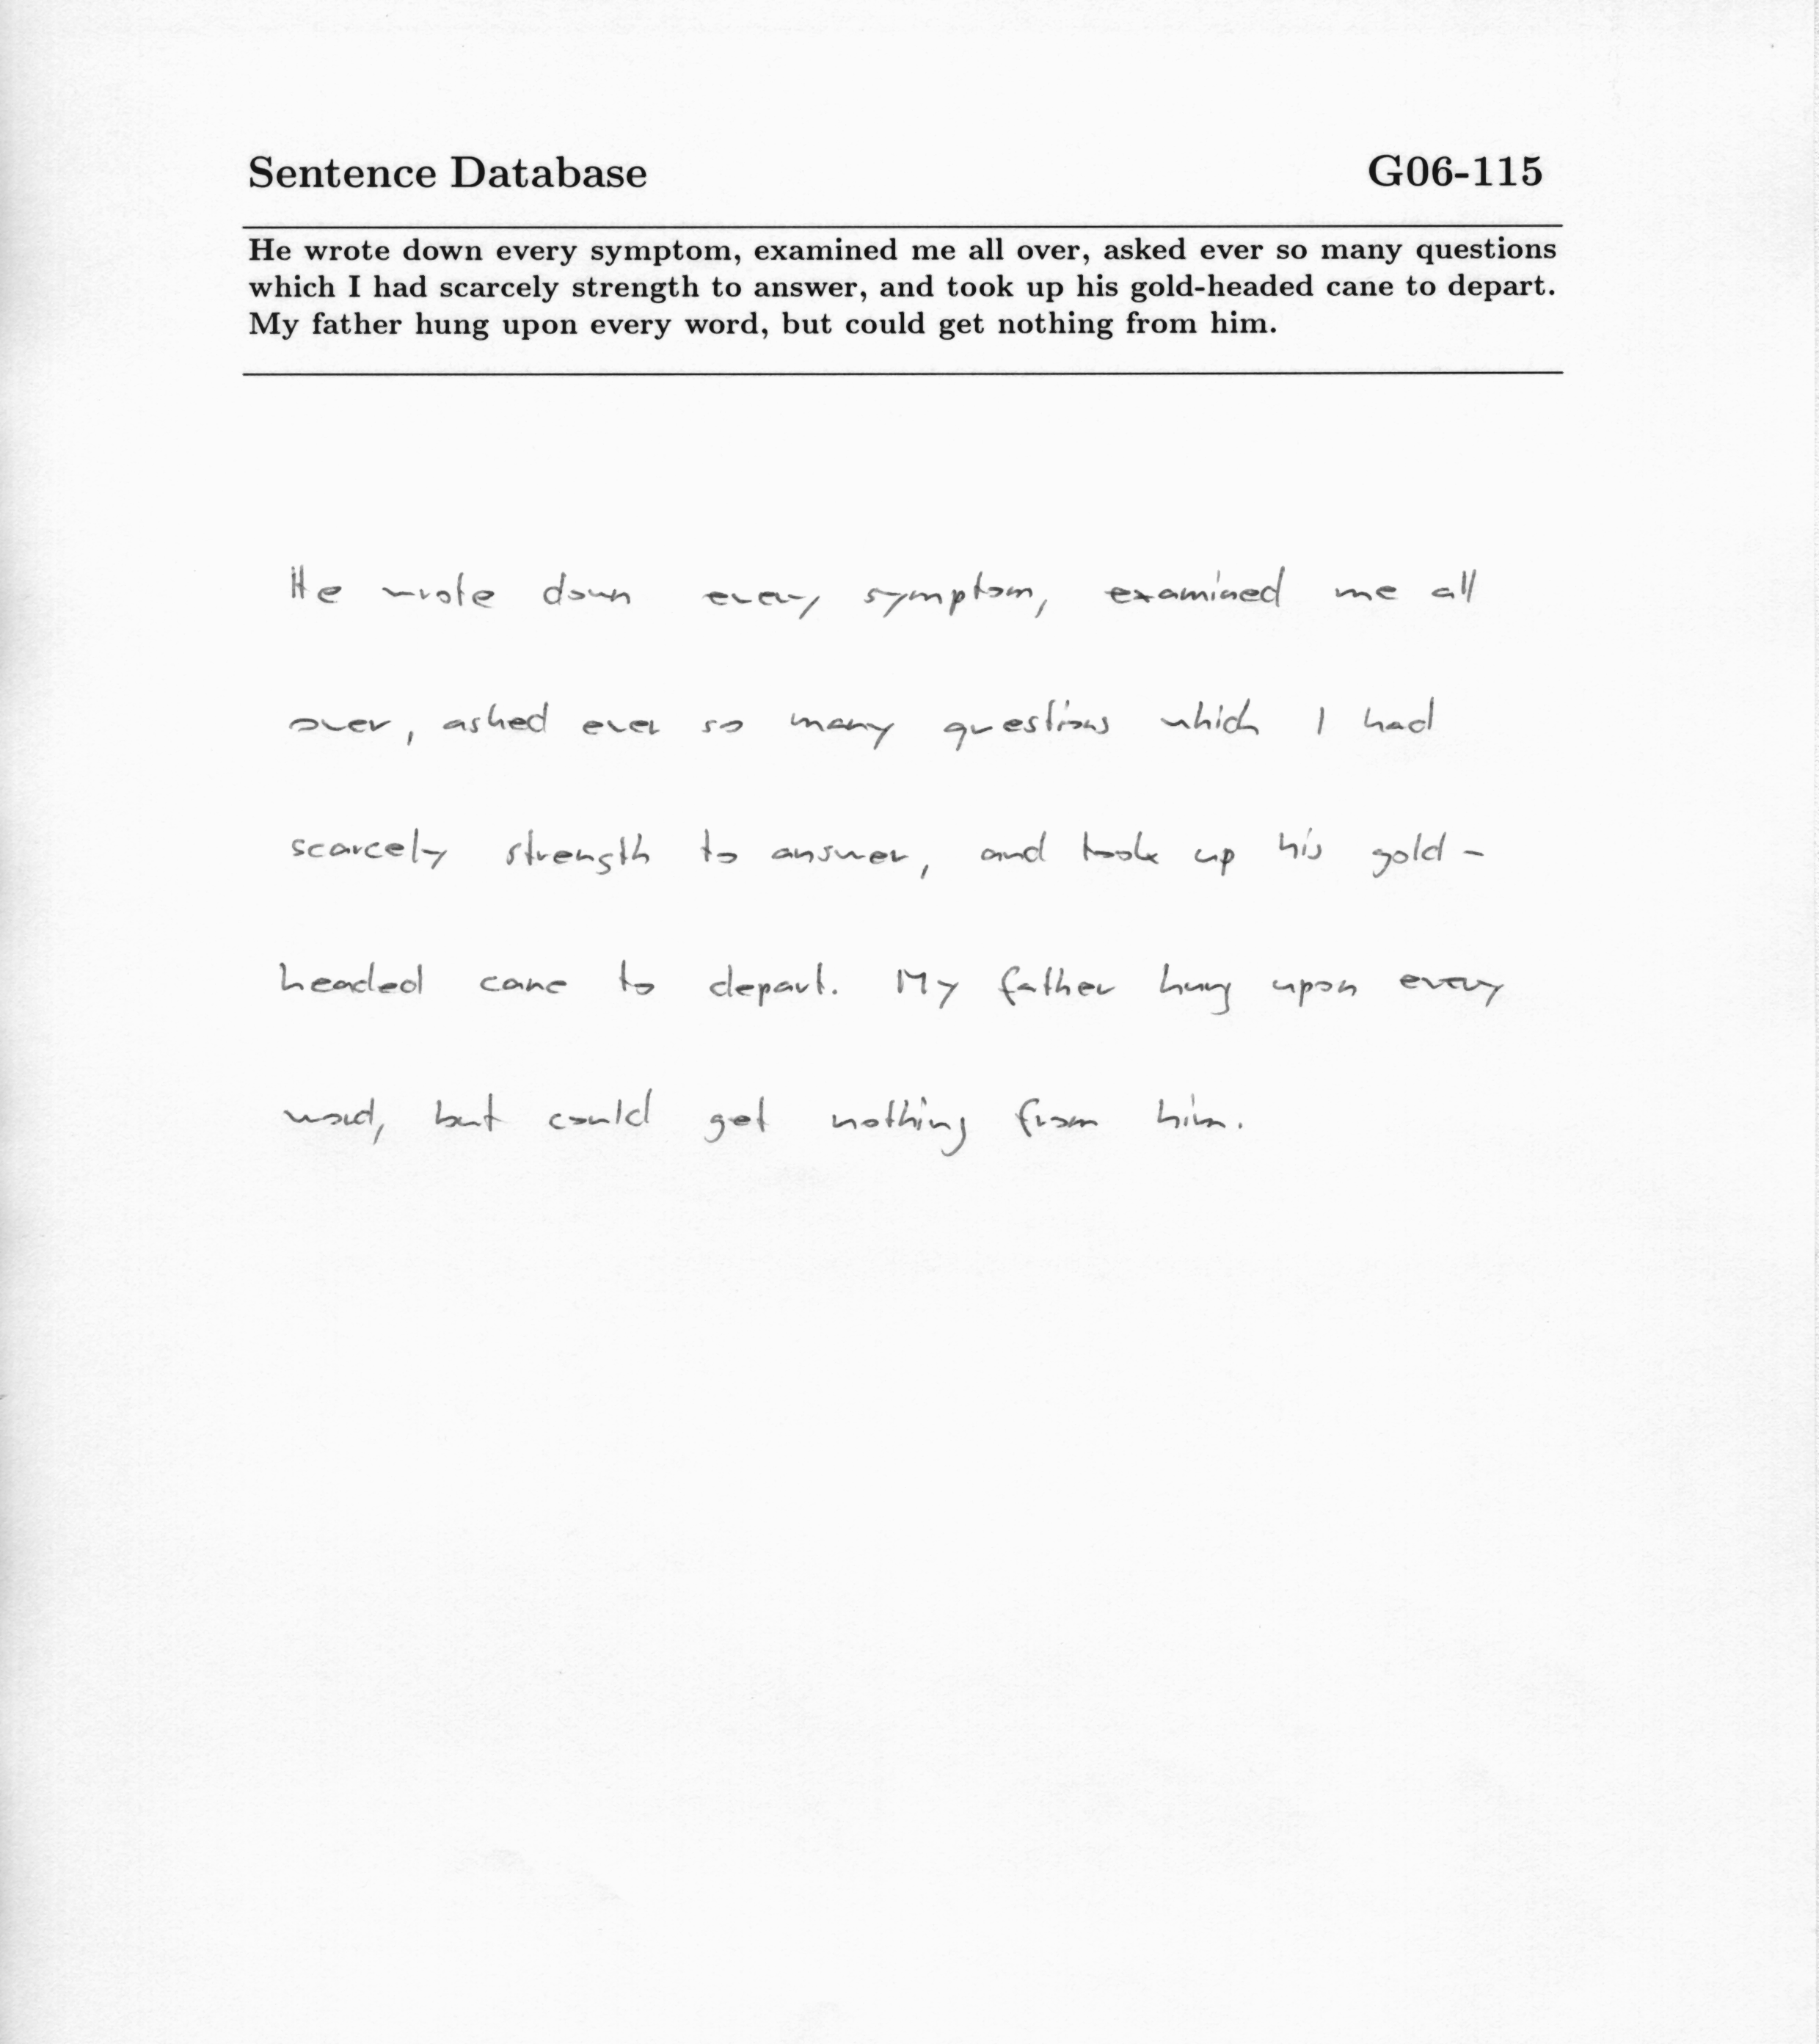 Sentence Database G06-115
He wrote down every symptom, examined me all over, asked ever so many questions
which I had scarcely strength to answer, and took up his gold-headed cane to depart.
My father hung upon every word, but could get nothing from him.
He wrote down every symptom, examined me all
over, asked ever so many questions which I had
scarcely strength to answer, and took up his gold-
headed cane to depart. My father hung upon every
word, but could get nothing from him.